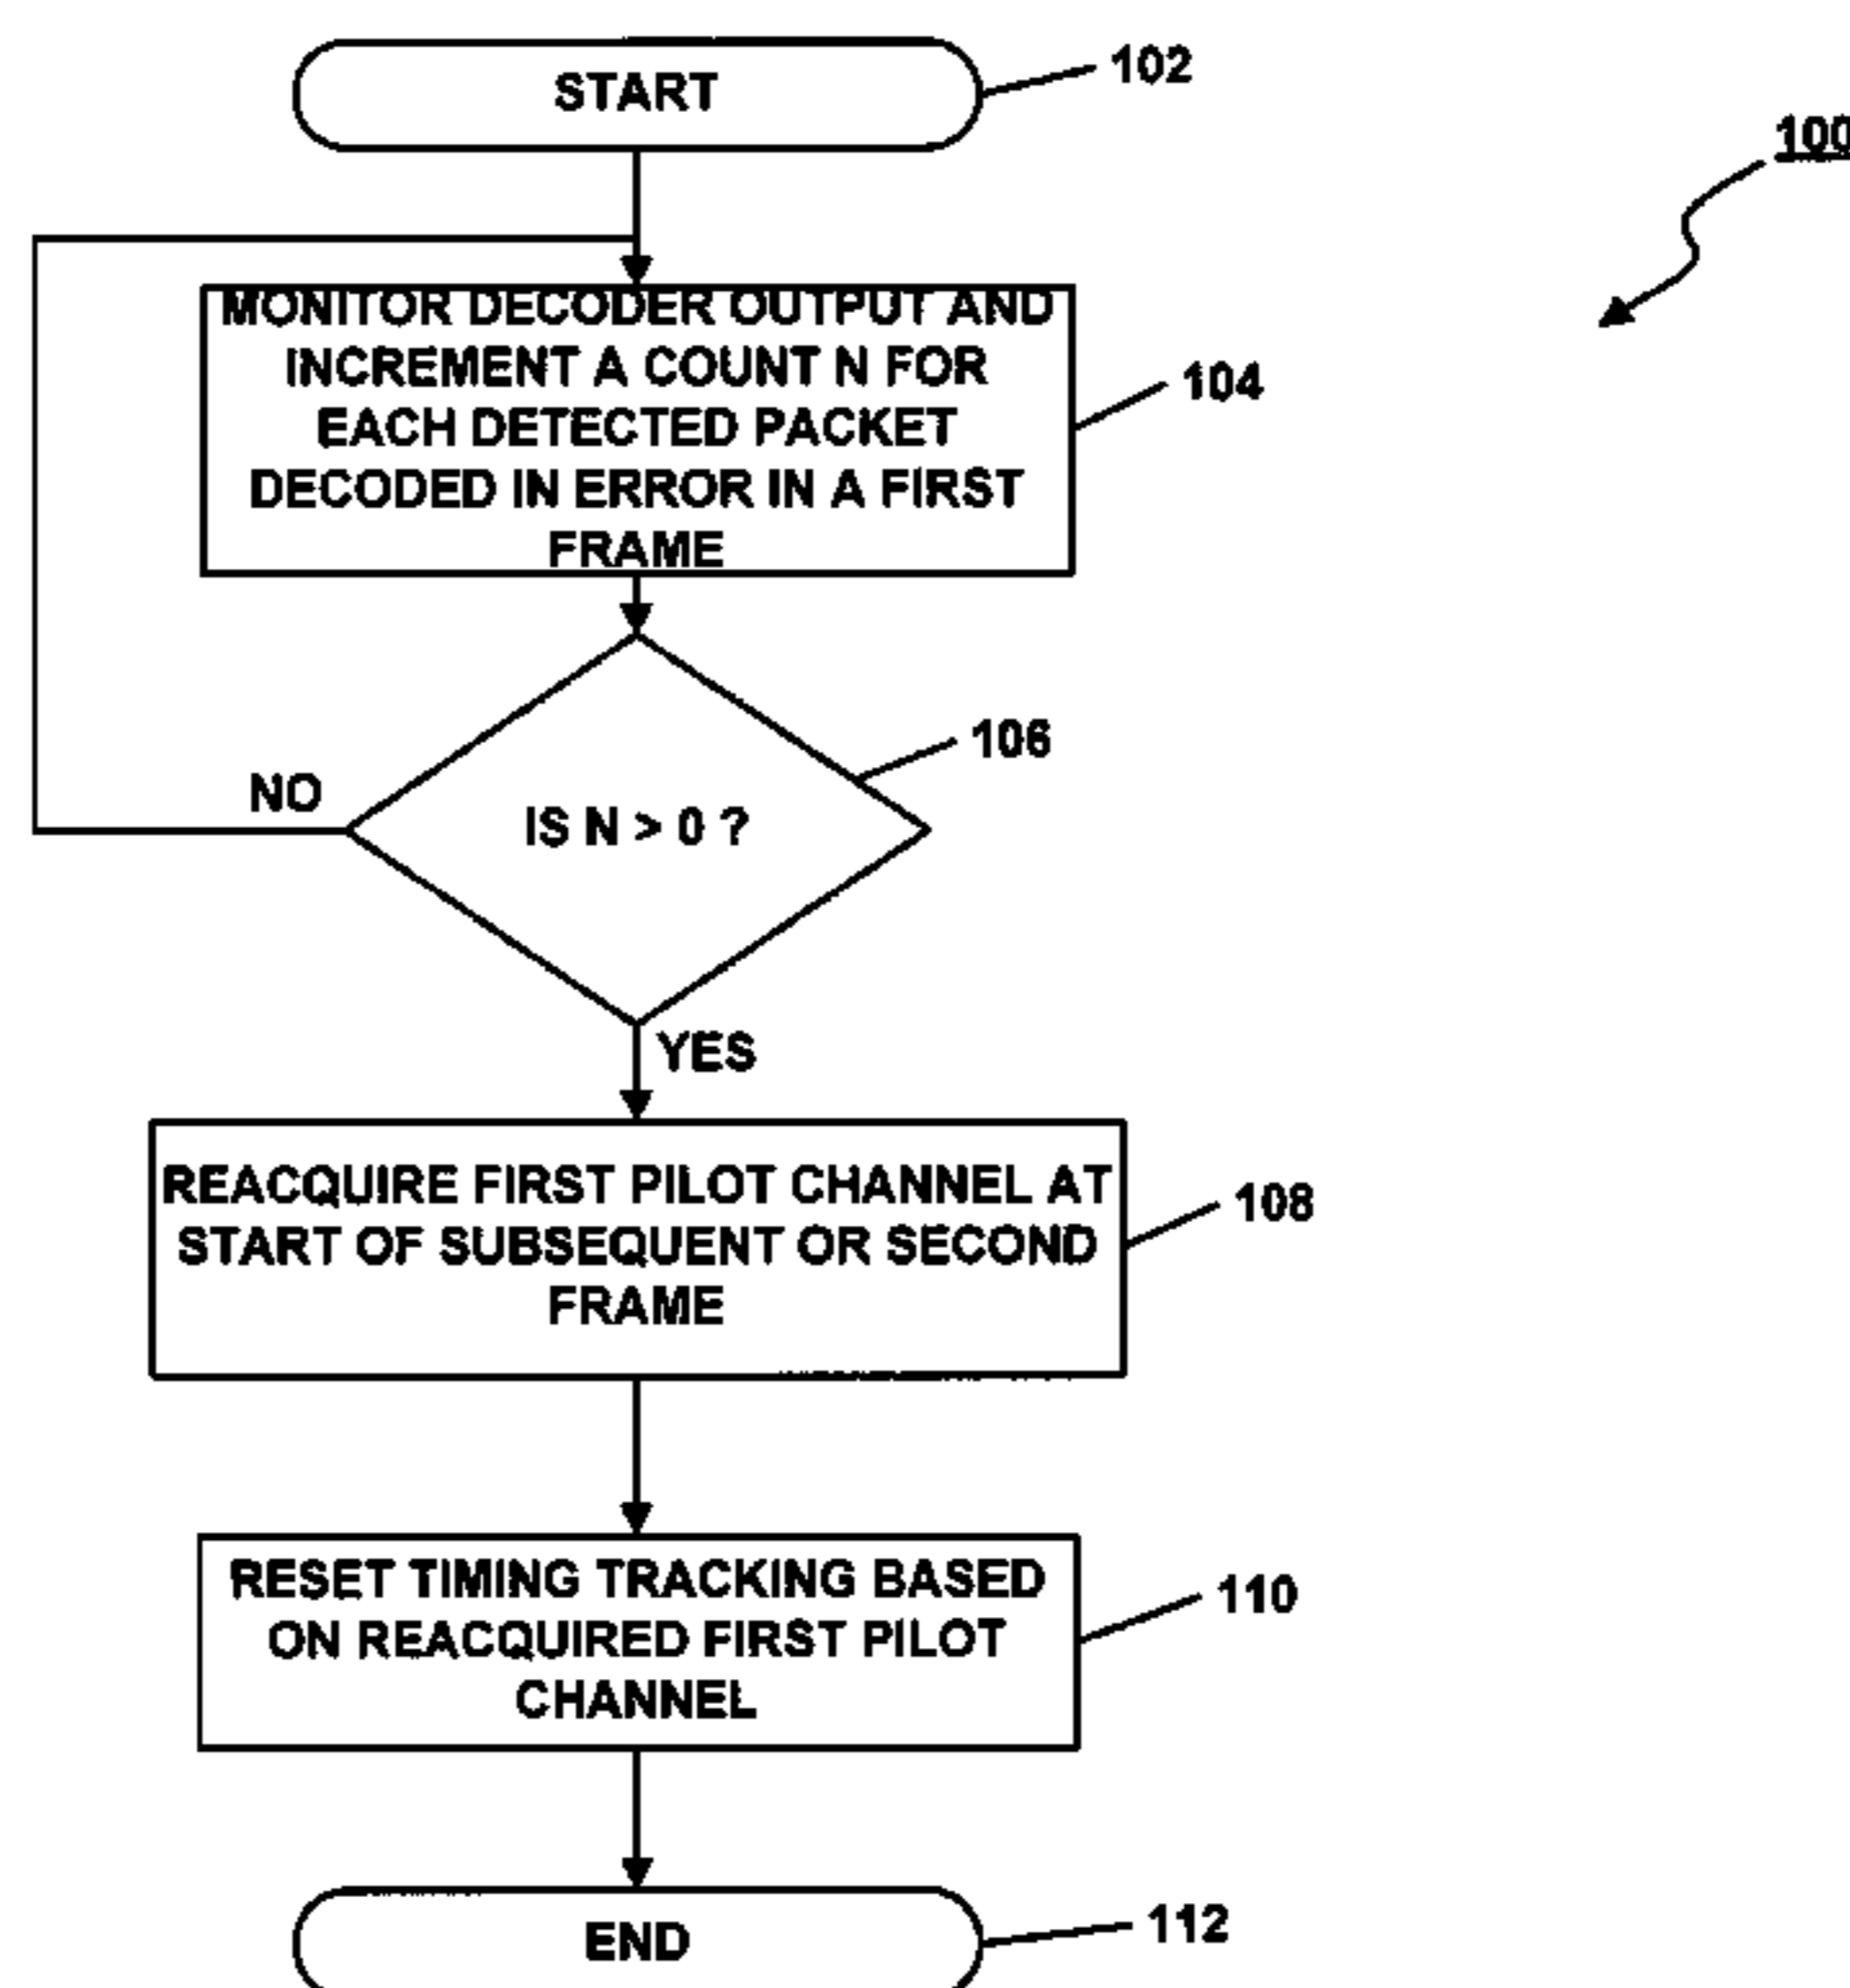 START
102
100
MONITOR DECODER OUTPUT AND
INCREMENT A COUNT N FOR
EACH DETECTED PACKET
DECODED IN ERROR IN A FIRST
FRAME
104
106
NO
IS N > 0 ?
YES
REACQUIRE FIRST PILOT CHANNEL AT
START OF SUBSEQUENT OR SECOND
FRAME
108
RESET TIMING TRACKING BASED
ON REACQUIRED FIRST PILOT
CHANNEL
110
END
112